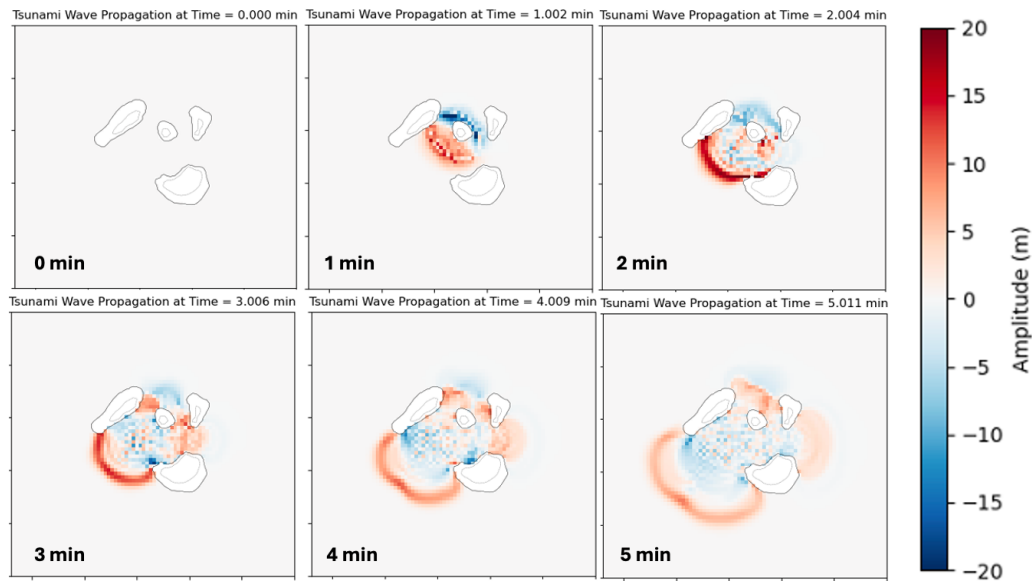 Tsunami Wave Propagation at Time = 0.000 min
Tsunami Wave Propagation at Time = 1.002 min
Tsunami Wave Propagation at Time = 2.004 min
0 min
1 min
2 min
Tsunami Wave Propagation at Time = 3.006 min
Tsunami Wave Propagation at Time = 4.009 min
Tsunami Wave Propagation at Time = 5.011 min
3 min
4 min
5 min
20
15
10
5
0
−5
−10
−15
−20
Amplitude (m)